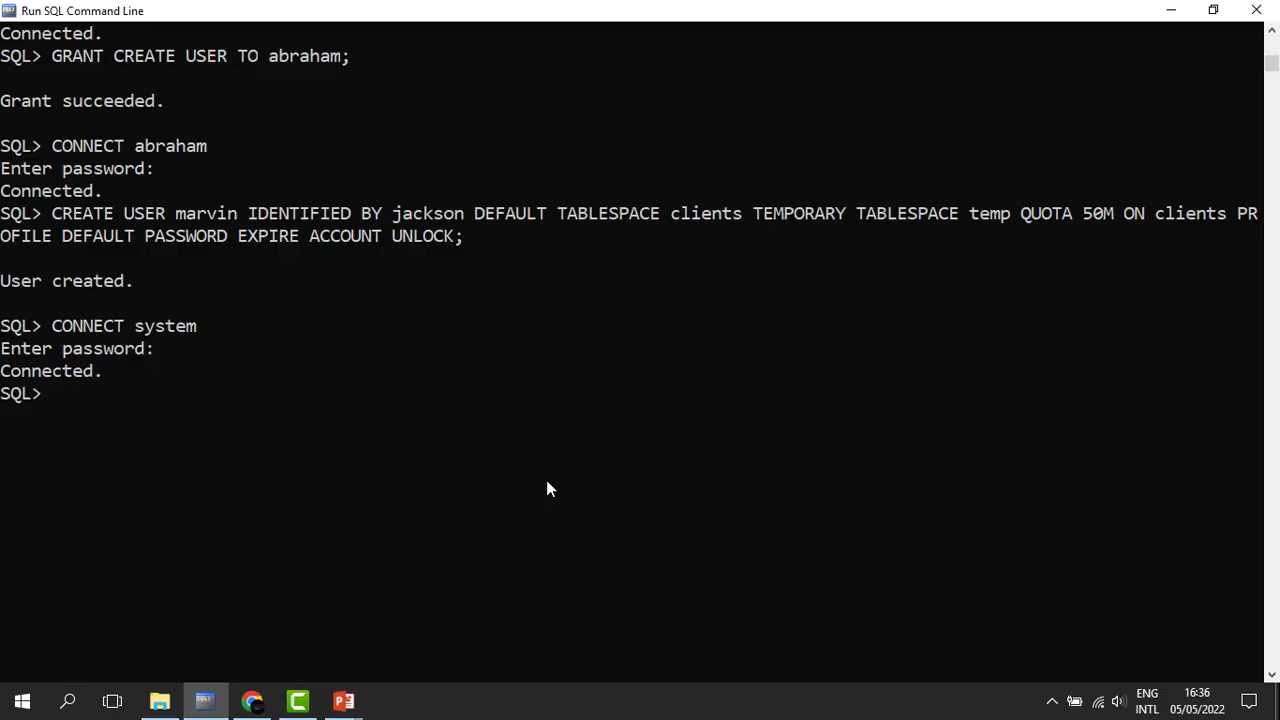 Run SQL Command Line
Connected.
SQL> GRANT CREATE USER TO abraham;
Grant succeeded.
SQL> CONNECT abraham
Enter password:
Connected.
SQL> CREATE USER marvin IDENTIFIED BY jackson DEFAULT TABLESPACE clients TEMPORARY TABLESPACE temp QUOTA 50M ON clients PR
OFILE DEFAULT PASSWORD EXPIRE ACCOUNT UNLOCK;
User created.
SQL> CONNECT system
Enter password:
Connected.
SQL>
ENG
INTL
16:36
05/05/2022